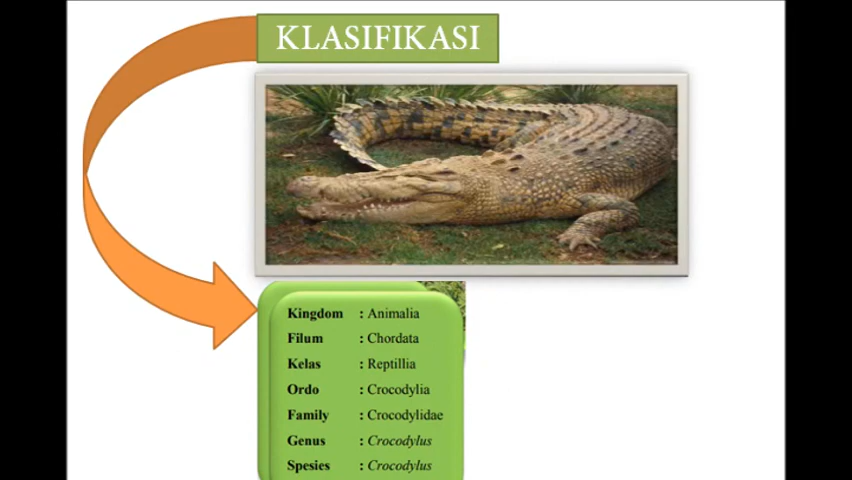 KLASIFIKASI
Kingdom : Animalia
Filum : Chordata
Kelas : Reptillia
Ordo : Crocodylia
Family : Crocodylidae
Genus : Crocodylus
Spesies : Crocodylus